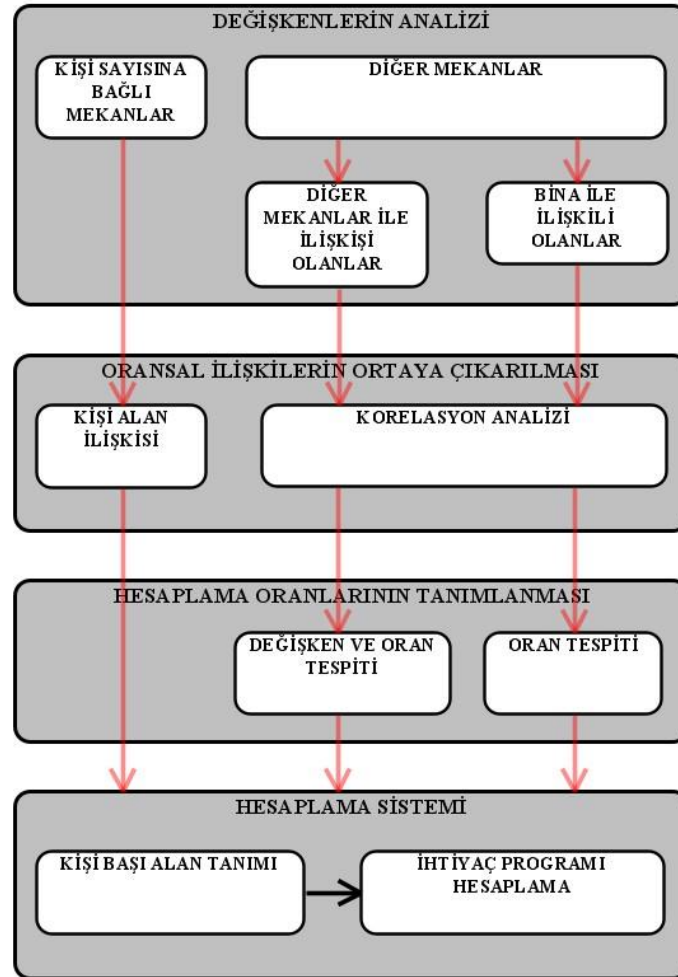 DEĞİŞKENLERİN ANALİZİ
KİŞİ SAYISINA
BAĞLI
MEKANLAR
DİĞER MEKANLAR
DİĞER
MEKANLAR İLE
İLİŞKİŞİ
OLANLAR
BİNA İLE
İLİŞKİLİ
OLANLAR
ORANSAL İLİŞKİLERİN ORTAYA ÇIKARILMASI
KİŞİ ALAN
İLİŞKİSİ
KORELASYON ANALİZİ
HESAPLAMA ORANLARININ TANIMLANMASI
DEĞİŞKEN VE ORAN
TESPİTİ
ORAN TESPİTİ
HESAPLAMA SİSTEMİ
KİŞİ BAŞI ALAN TANIMI
İHTİYAÇ PROGRAMI
HESAPLAMA